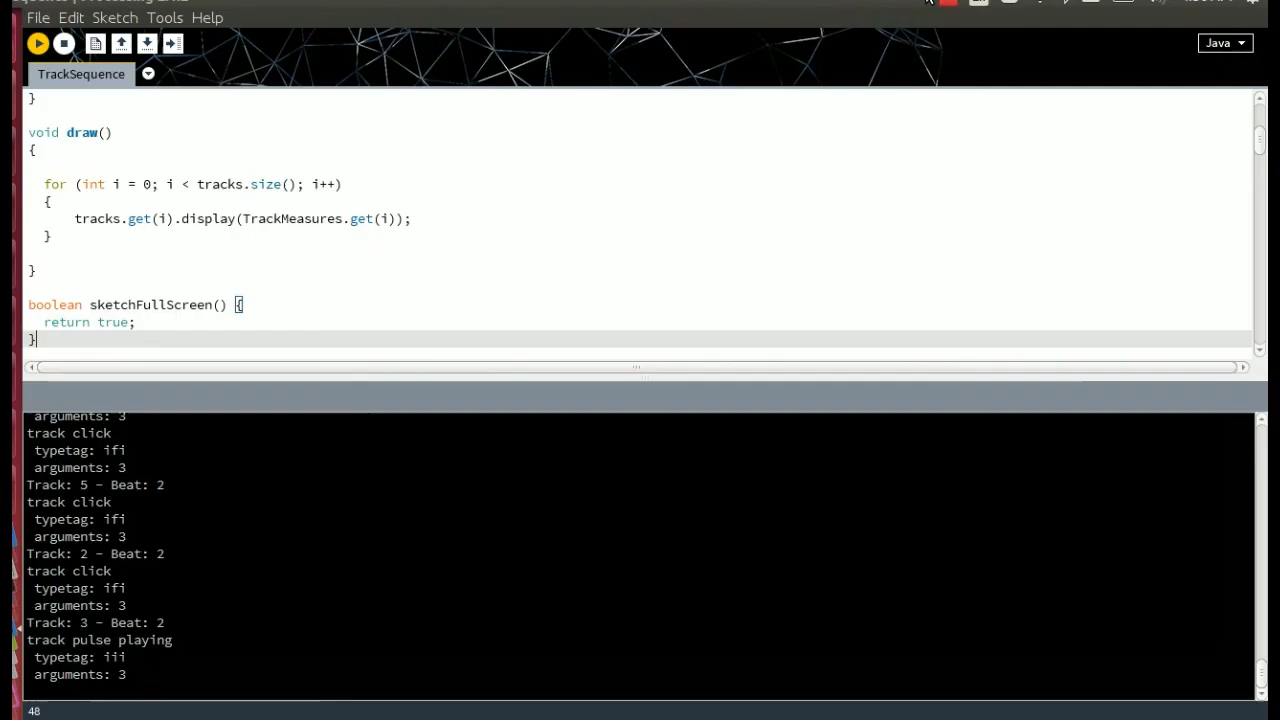 File Edit Sketch Tools Help
Java
TrackSequence
}
void draw()
{
for (int i = 0; i < tracks.size(); i++)
{
tracks.get(i).display(TrackMeasures.get(i));
}
}
boolean sketchFullScreen() {
return true;
}
arguments: 3
track click
typetag: ifi
arguments: 3
Track: 5 - Beat: 2
track click
typetag: ifi
arguments: 3
Track: 2 - Beat: 2
track click
typetag: ifi
arguments: 3
Track: 3 - Beat: 2
track pulse playing
typetag: iii
arguments: 3
48